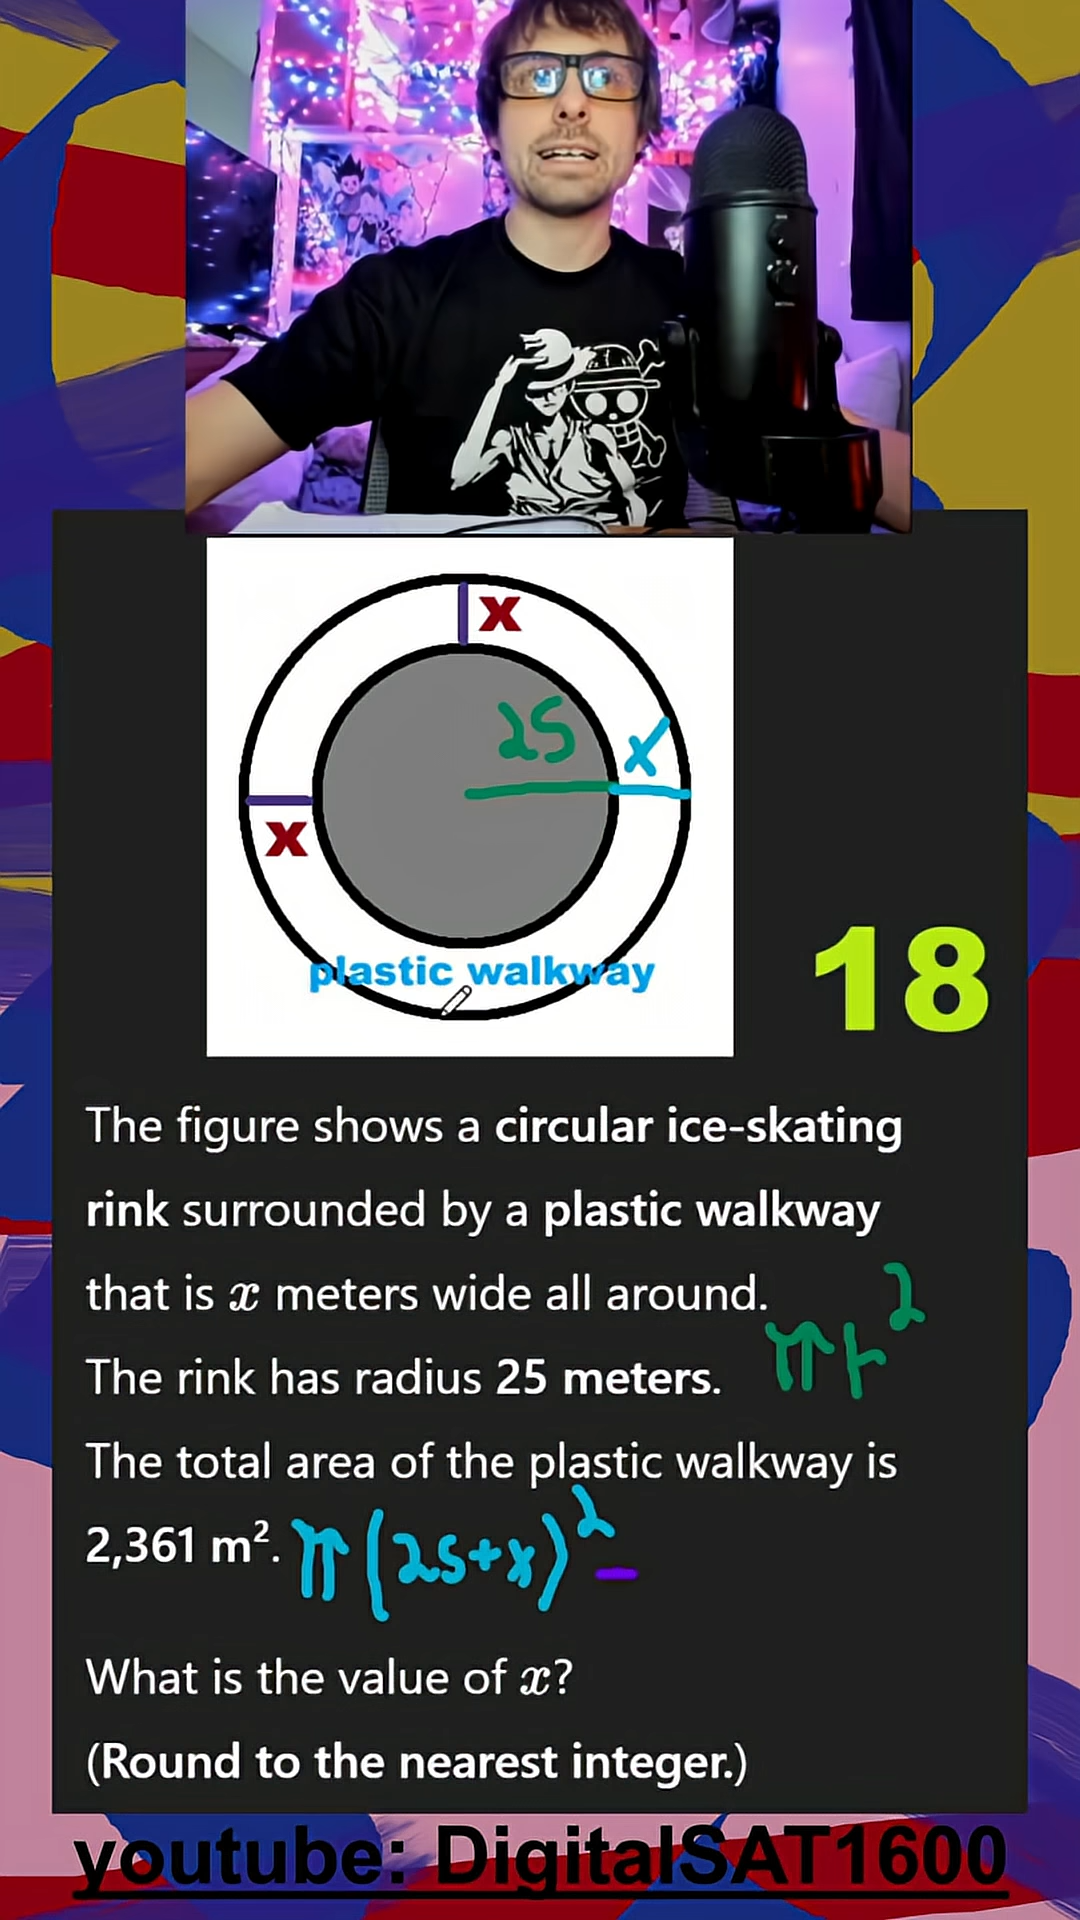 x
25
x
x
plastic walkway
18
The figure shows a circular ice-skating
rink surrounded by a plastic walkway
that is x meters wide all around.
The rink has radius 25 meters.
πr²
The total area of the plastic walkway is
2,361 m². π(25+x)² -
What is the value of x?
(Round to the nearest integer.)
youtube: DigitalSAT1600